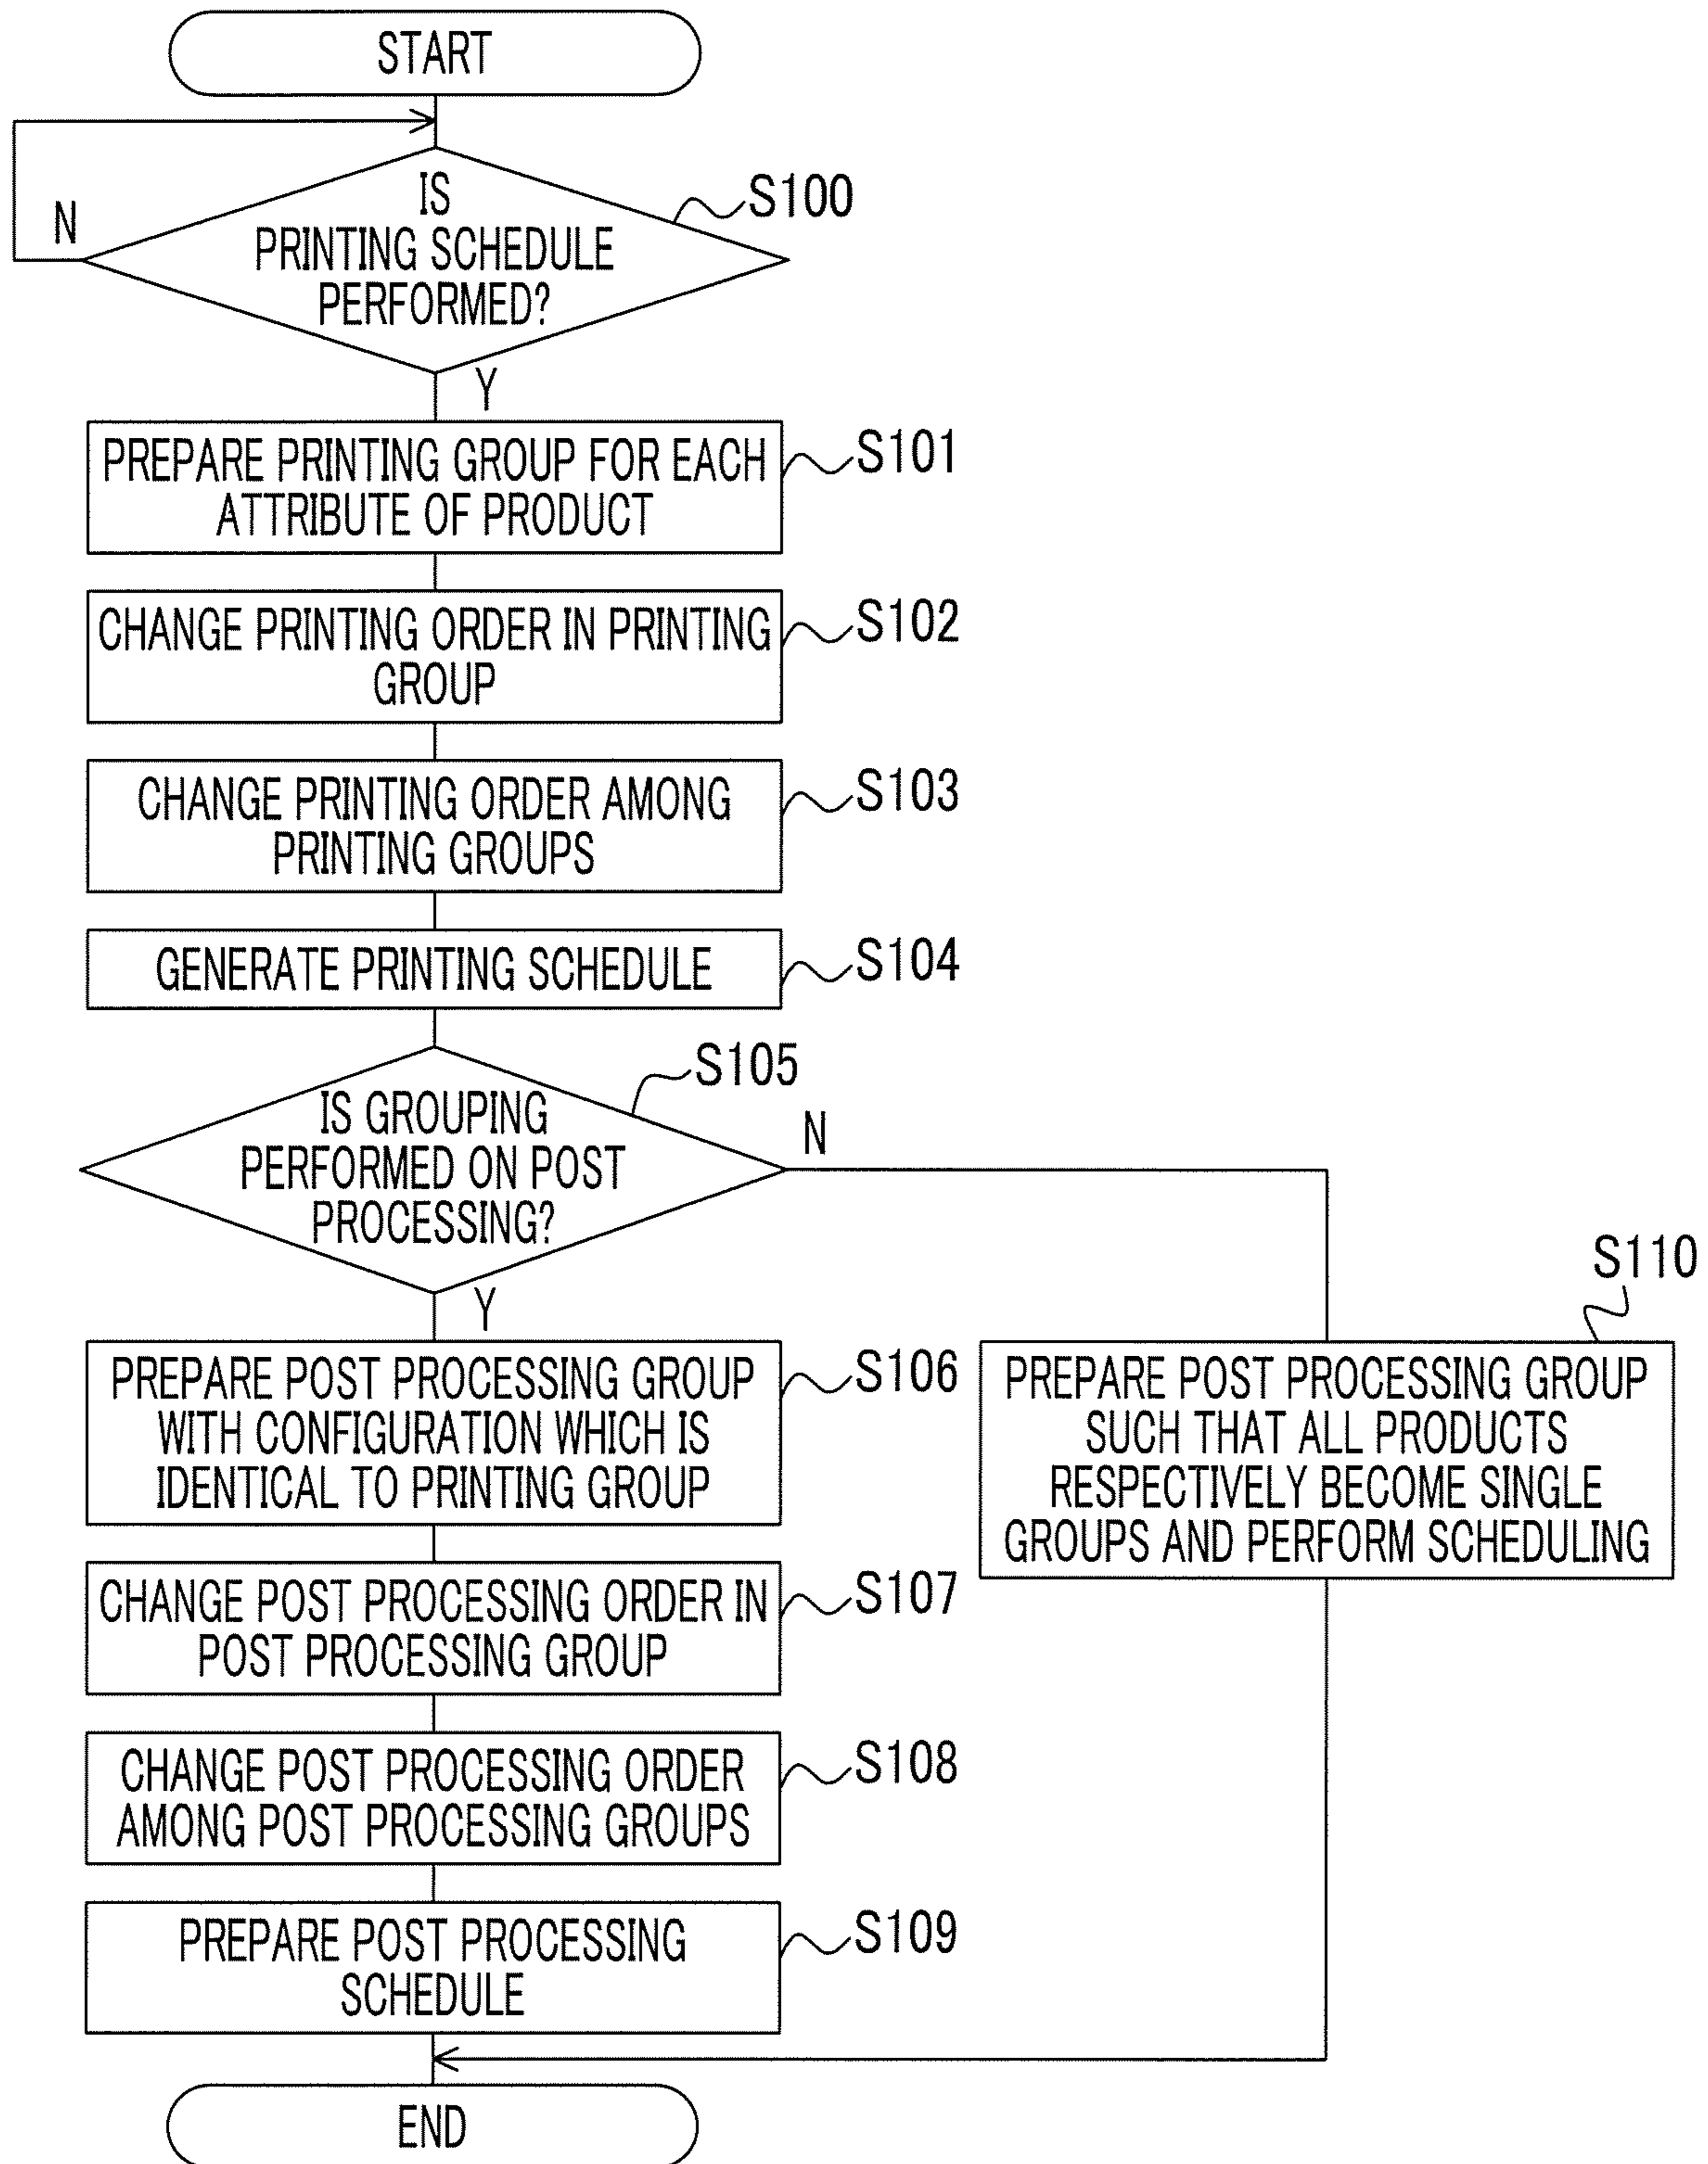 START
IS
PRINTING SCHEDULE
PERFORMED?
S100
N
Y
PREPARE PRINTING GROUP FOR EACH
ATTRIBUTE OF PRODUCT
S101
CHANGE PRINTING ORDER IN PRINTING
GROUP
S102
CHANGE PRINTING ORDER AMONG
PRINTING GROUPS
S103
GENERATE PRINTING SCHEDULE
S104
IS GROUPING
PERFORMED ON POST
PROCESSING?
S105
N
Y
PREPARE POST PROCESSING GROUP
WITH CONFIGURATION WHICH IS
IDENTICAL TO PRINTING GROUP
S106
S110
PREPARE POST PROCESSING GROUP
SUCH THAT ALL PRODUCTS
RESPECTIVELY BECOME SINGLE
GROUPS AND PERFORM SCHEDULING
CHANGE POST PROCESSING ORDER IN
POST PROCESSING GROUP
S107
CHANGE POST PROCESSING ORDER
AMONG POST PROCESSING GROUPS
S108
PREPARE POST PROCESSING
SCHEDULE
S109
END